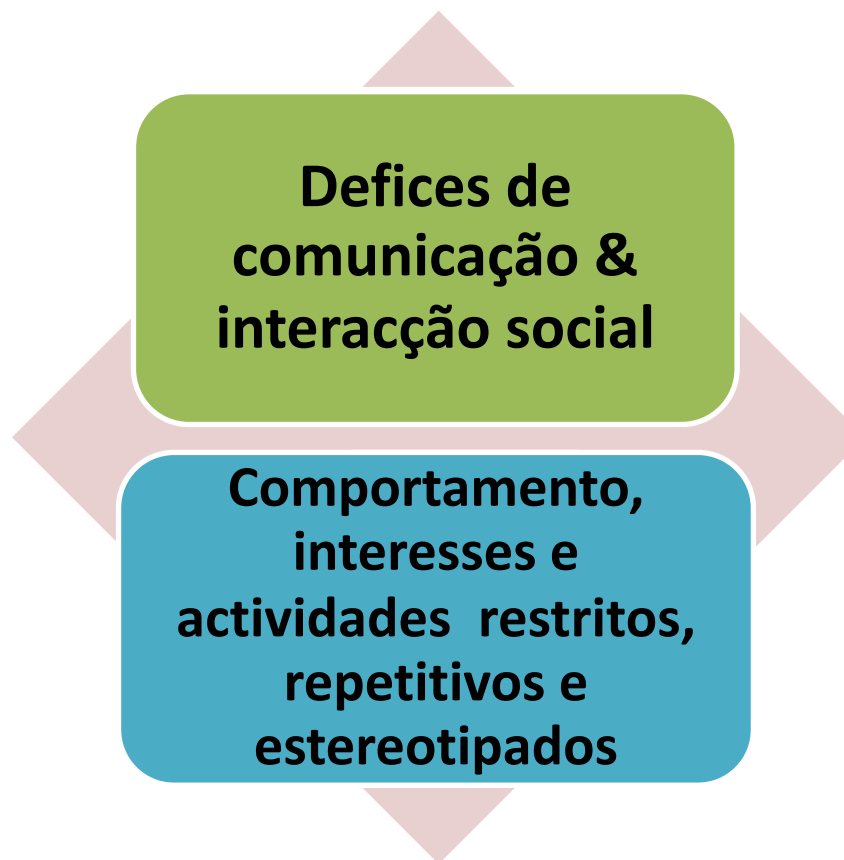 Defices de
comunicação &
interacção social
Comportamento,
interesses e
actividades  restritos,
repetitivos e
estereotipados